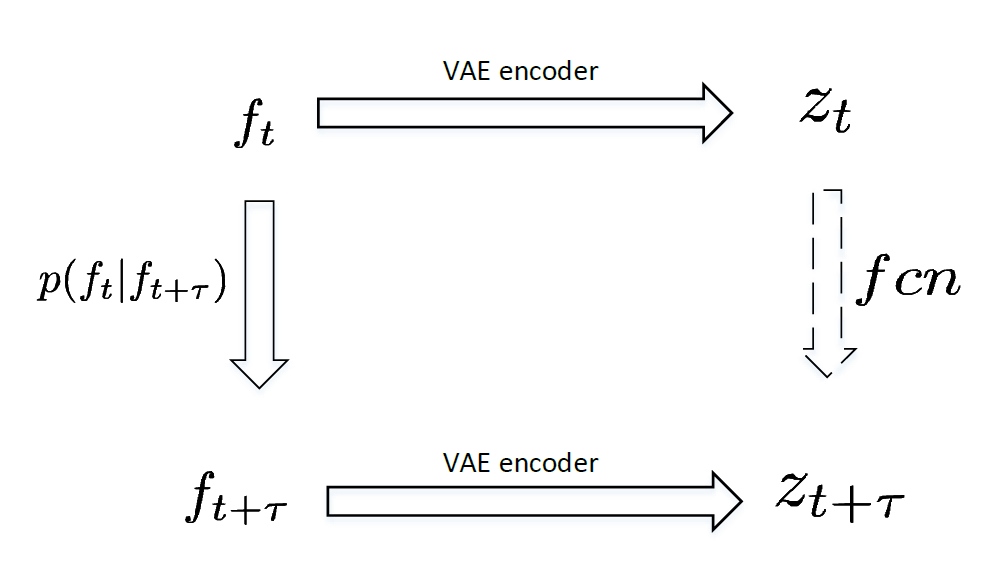 VAE encoder
f_t
z_t
p(f_t|f_{t+τ})
fcn
VAE encoder
f_{t+τ}
z_{t+τ}